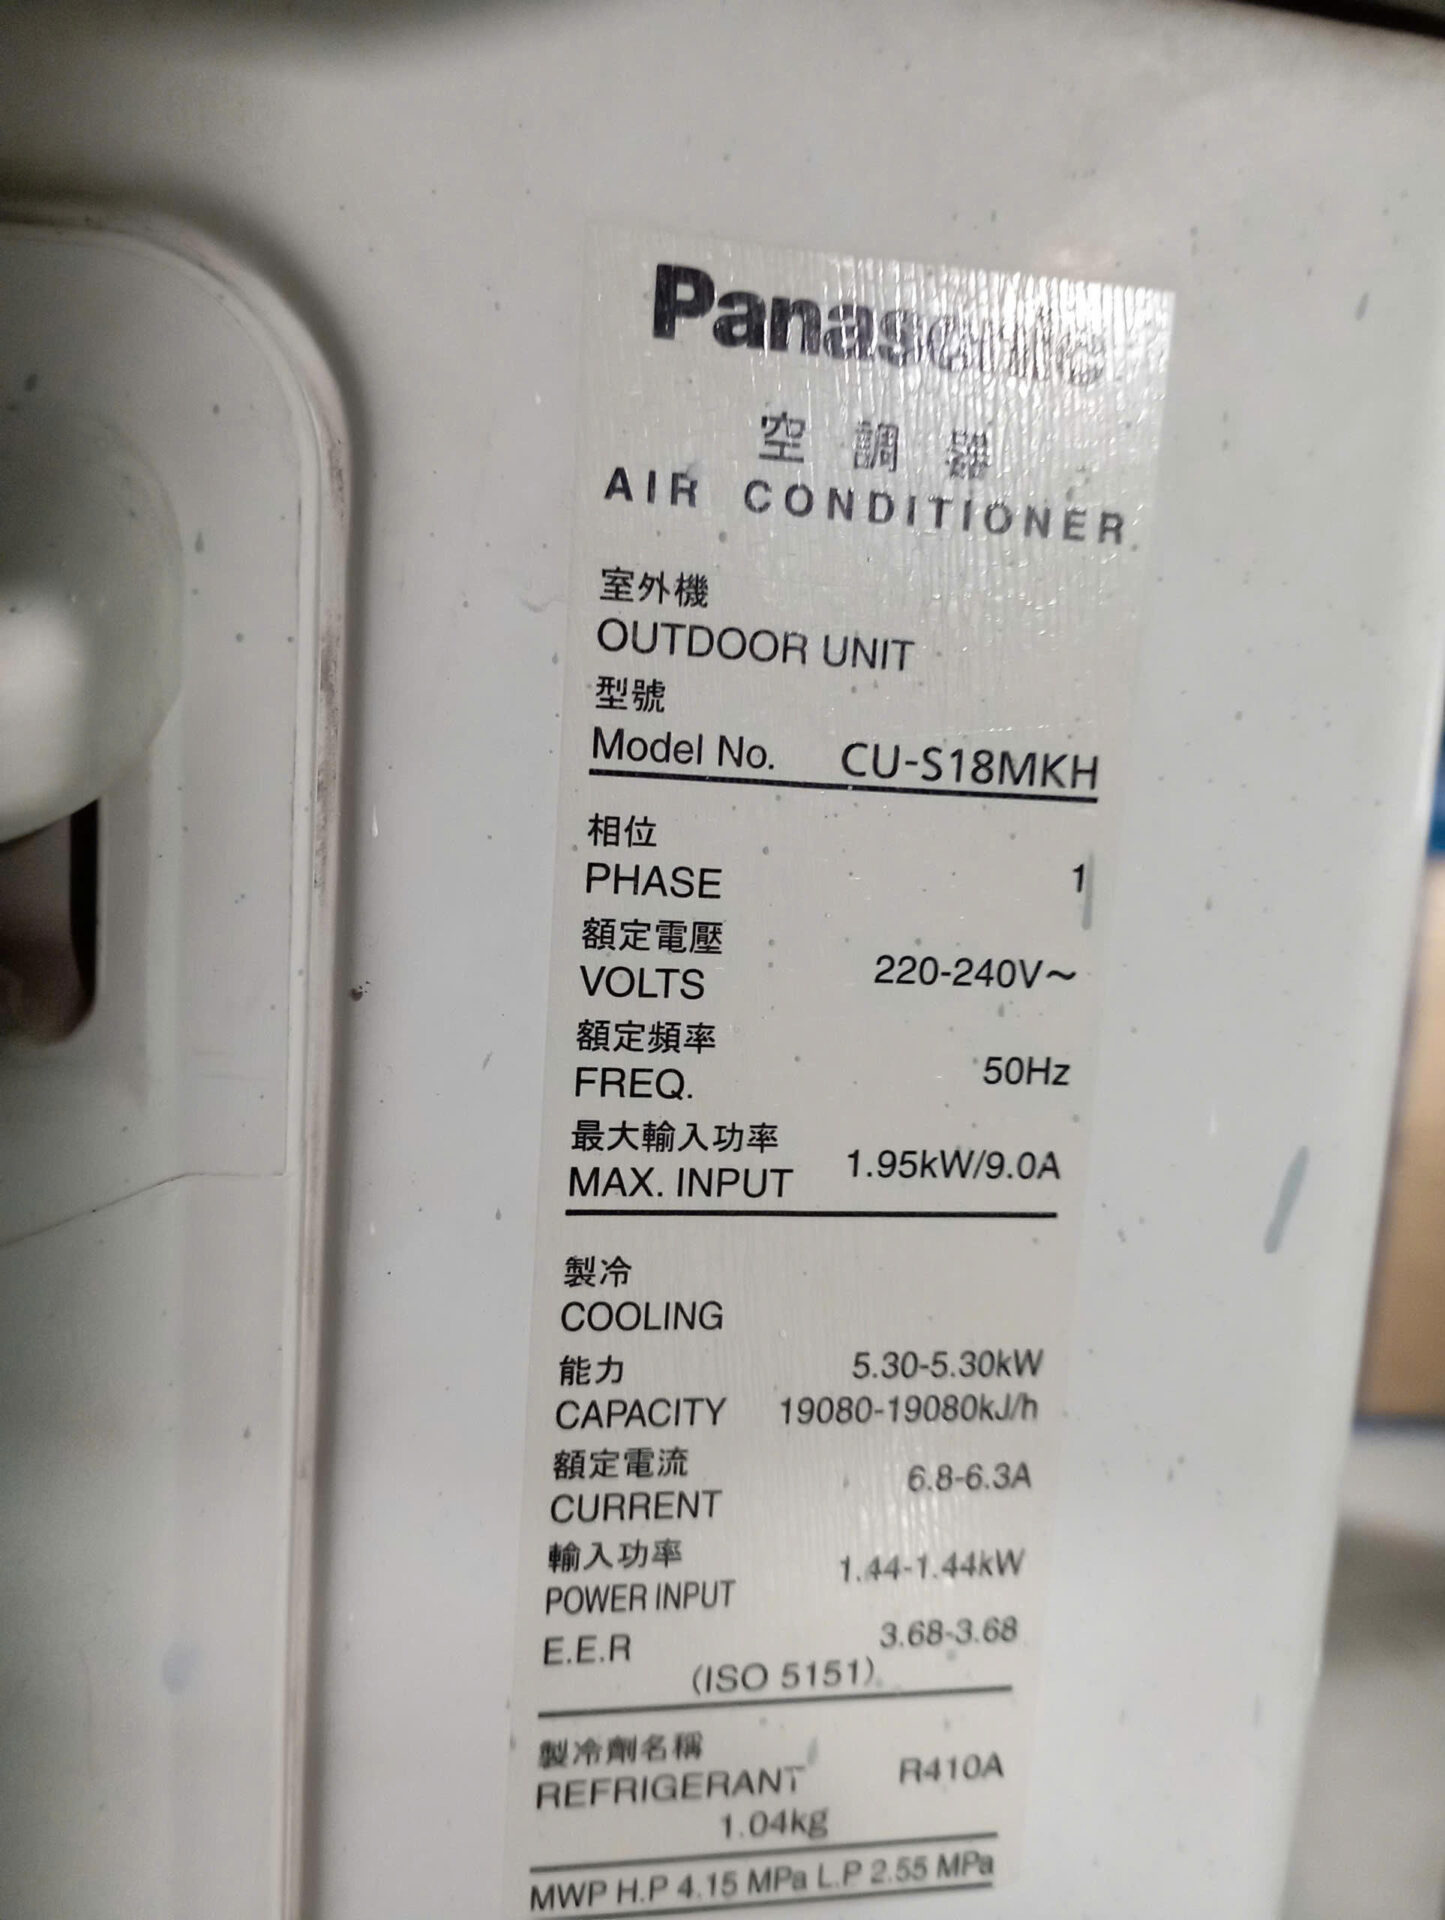 Panasonic
空調器
AIR CONDITIONER
室外機
OUTDOOR UNIT
型號
Model No. CU-S18MKH
相位
PHASE 1
額定電壓
VOLTS 220-240V~
額定頻率
FREQ. 50Hz
最大輸入功率
MAX. INPUT 1.95kW/9.0A
製冷
COOLING
能力 5.30-5.30kW
CAPACITY 19080-19080kJ/h
額定電流
CURRENT 6.8-6.3A
輸入功率
POWER INPUT 1.44-1.44kW
E.E.R 3.68-3.68
(ISO 5151)
製冷劑名稱
REFRIGERANT R410A
1.04kg
MWP H.P 4.15 MPa L.P 2.55 MPa